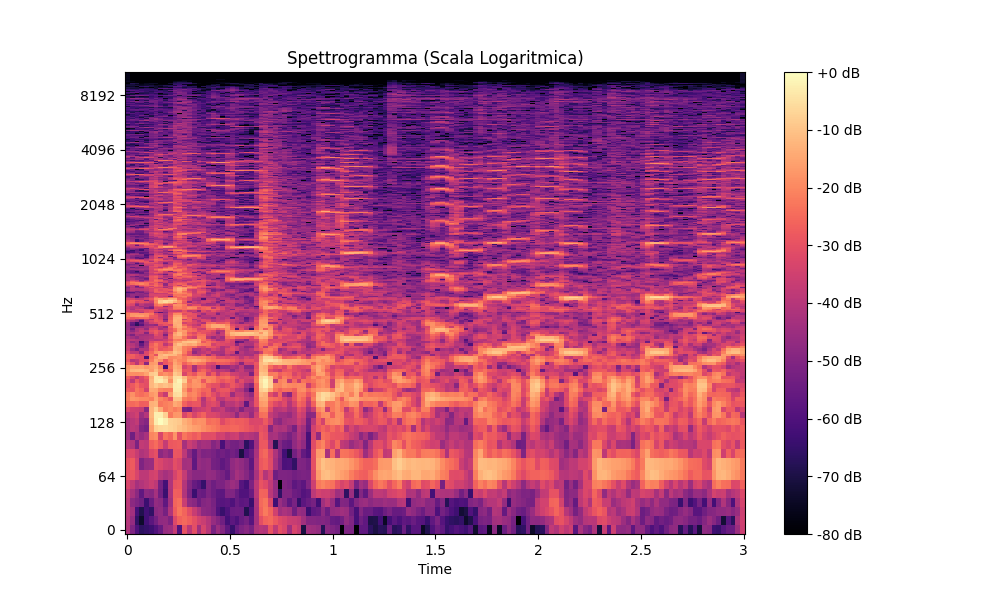 Spettrogramma (Scala Logaritmica)
Hz
8192
4096
2048
1024
512
256
128
64
0
0
0.5
1
1.5
2
2.5
3
Time
+0 dB
-10 dB
-20 dB
-30 dB
-40 dB
-50 dB
-60 dB
-70 dB
-80 dB